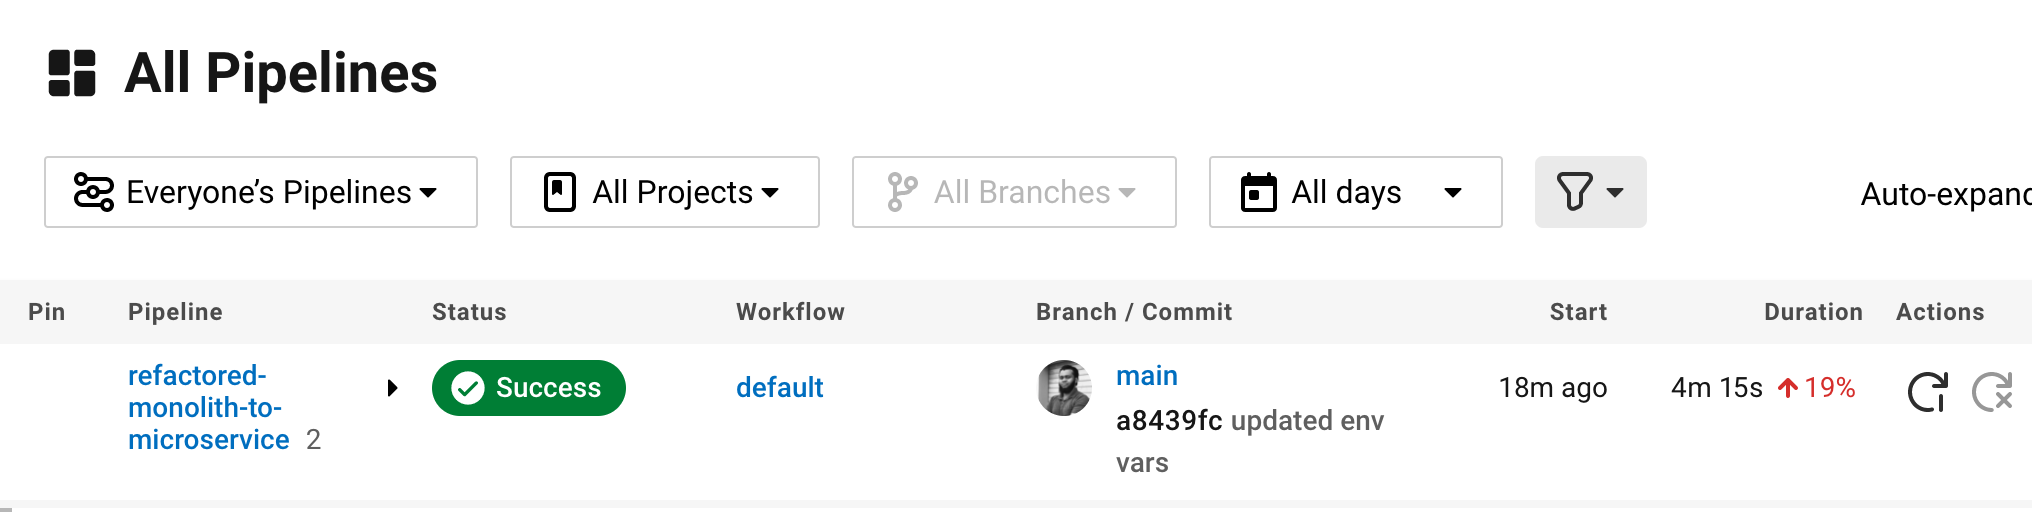 All Pipelines
Everyone’s Pipelines
All Projects
All Branches
All days
Auto-expand
Pin Pipeline Status Workflow Branch / Commit Start Duration Actions
refactored-
monolith-to-
microservice 2
Success
default
main
a8439fc updated env
vars
18m ago
4m 15s 19%